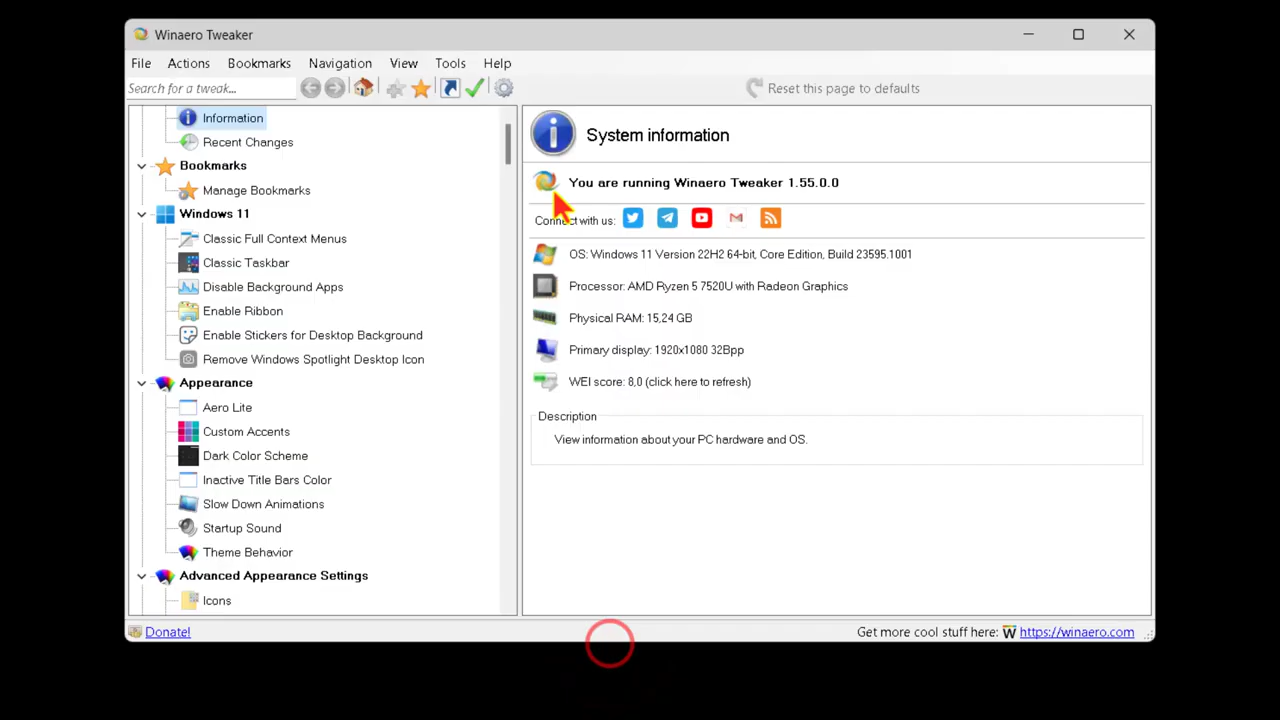 Winaero Tweaker
File Actions Bookmarks Navigation View Tools Help
Search for a tweak...
Reset this page to defaults
Information
Recent Changes
Bookmarks
Manage Bookmarks
Windows 11
Classic Full Context Menus
Classic Taskbar
Disable Background Apps
Enable Ribbon
Enable Stickers for Desktop Background
Remove Windows Spotlight Desktop Icon
Appearance
Aero Lite
Custom Accents
Dark Color Scheme
Inactive Title Bars Color
Slow Down Animations
Startup Sound
Theme Behavior
Advanced Appearance Settings
Icons
System information
You are running Winaero Tweaker 1.55.0.0
Connect with us:
OS: Windows 11 Version 22H2 64-bit, Core Edition, Build 23595.1001
Processor: AMD Ryzen 5 7520U with Radeon Graphics
Physical RAM: 15,24 GB
Primary display: 1920x1080 32Bpp
WEI score: 8,0 (click here to refresh)
Description
View information about your PC hardware and OS.
Donate!
Get more cool stuff here: W https://winaero.com